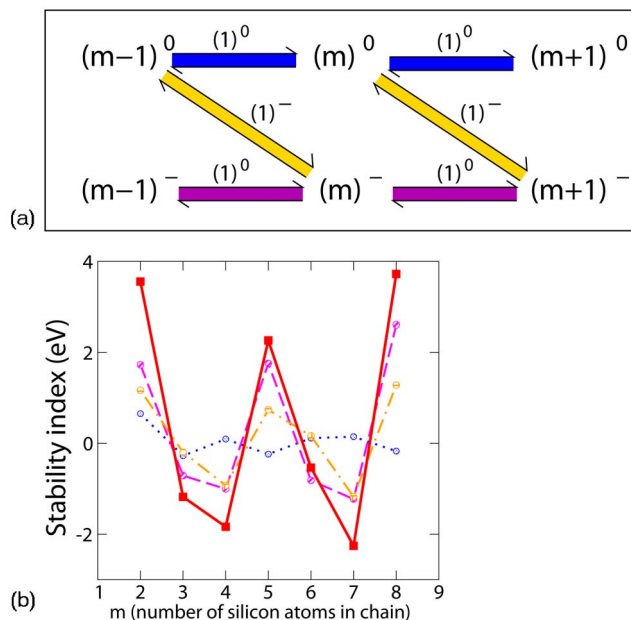 (m−1)⁰ (1)⁰ (m)⁰ (1)⁰ (m+1)⁰
(1)⁻ (1)⁻
(m−1)⁻ (1)⁰ (m)⁻ (1)⁰ (m+1)⁻
(a)
4
2
0
-2
Stability index (eV)
1 2 3 4 5 6 7 8 9
m (number of silicon atoms in chain)
(b)